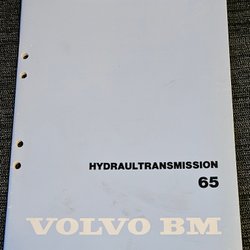 HYDRAULTRANSMISSION
65
VOLVO BM